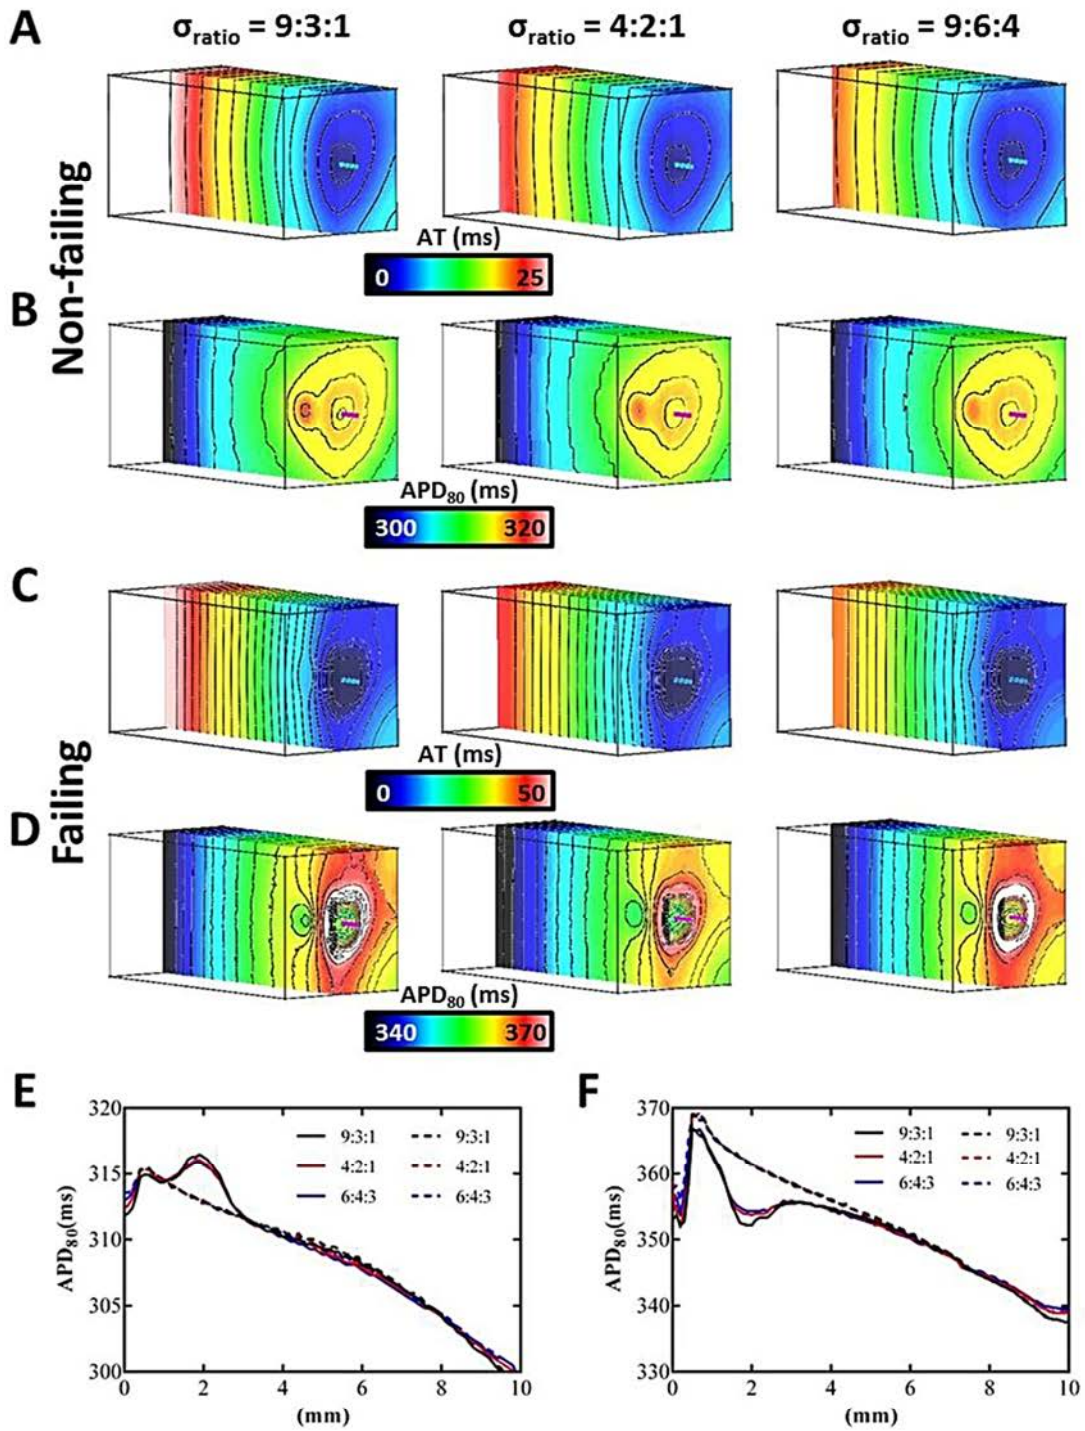 A
σratio = 9:3:1
σratio = 4:2:1
σratio = 9:6:4
Non-failing
AT (ms)
0 25
B
APD80 (ms)
300 320
C
Failing
AT (ms)
0 50
D
APD80 (ms)
340 370
E
320
315
310
305
300
APD80(ms)
9:3:1 9:3:1
4:2:1 4:2:1
6:4:3 6:4:3
0 2 4 6 8 10
(mm)
F
370
360
350
340
330
APD80(ms)
9:3:1 9:3:1
4:2:1 4:2:1
6:4:3 6:4:3
0 2 4 6 8 10
(mm)